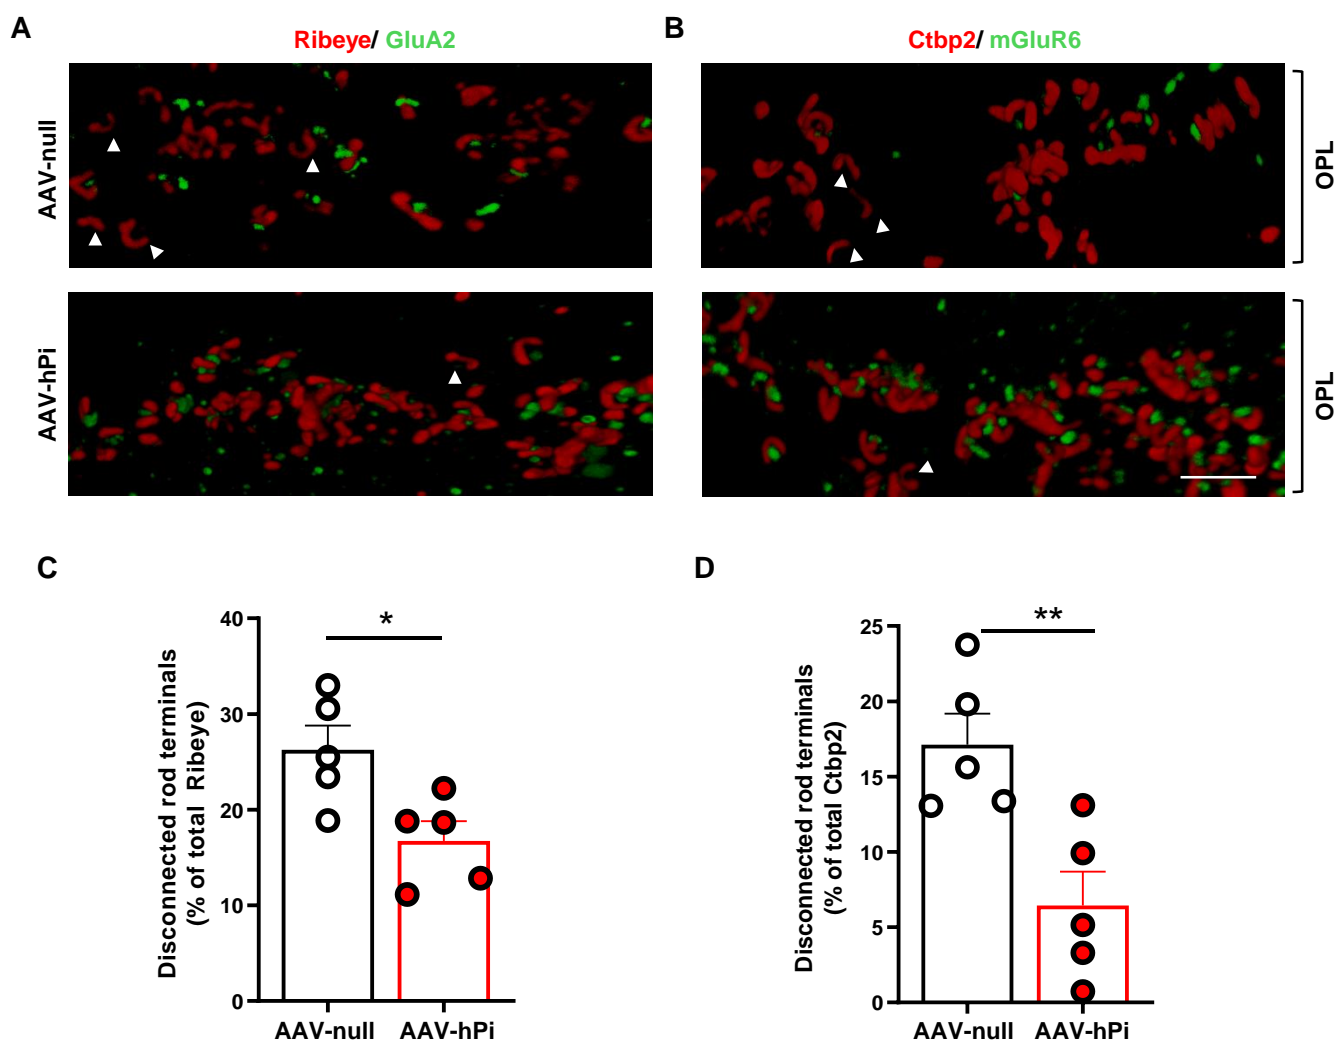 A
Ribeye/ GluA2
B
Ctbp2/ mGluR6
AAV-null
OPL
AAV-hPi
OPL
C
Disconnected rod terminals
(% of total Ribeye)
40
30
20
10
0
*
AAV-null
AAV-hPi
D
Disconnected rod terminals
(% of total Ctbp2)
25
20
15
10
5
0
**
AAV-null
AAV-hPi